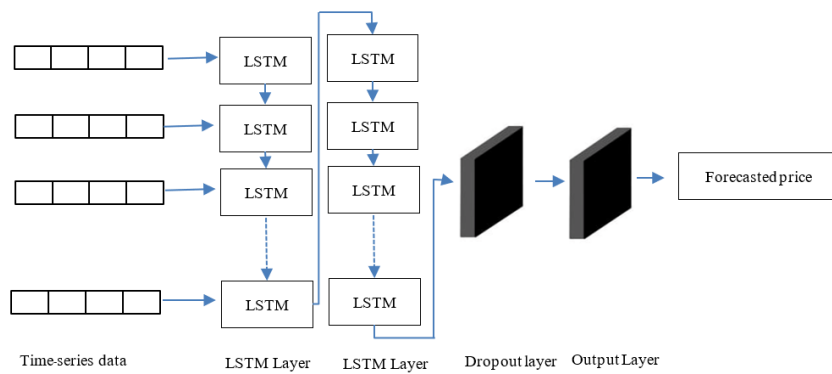 LSTM
LSTM
LSTM
LSTM
LSTM
LSTM
LSTM
LSTM
Forecasted price
Time-series data
LSTM Layer
LSTM Layer
Dropout layer
Output Layer